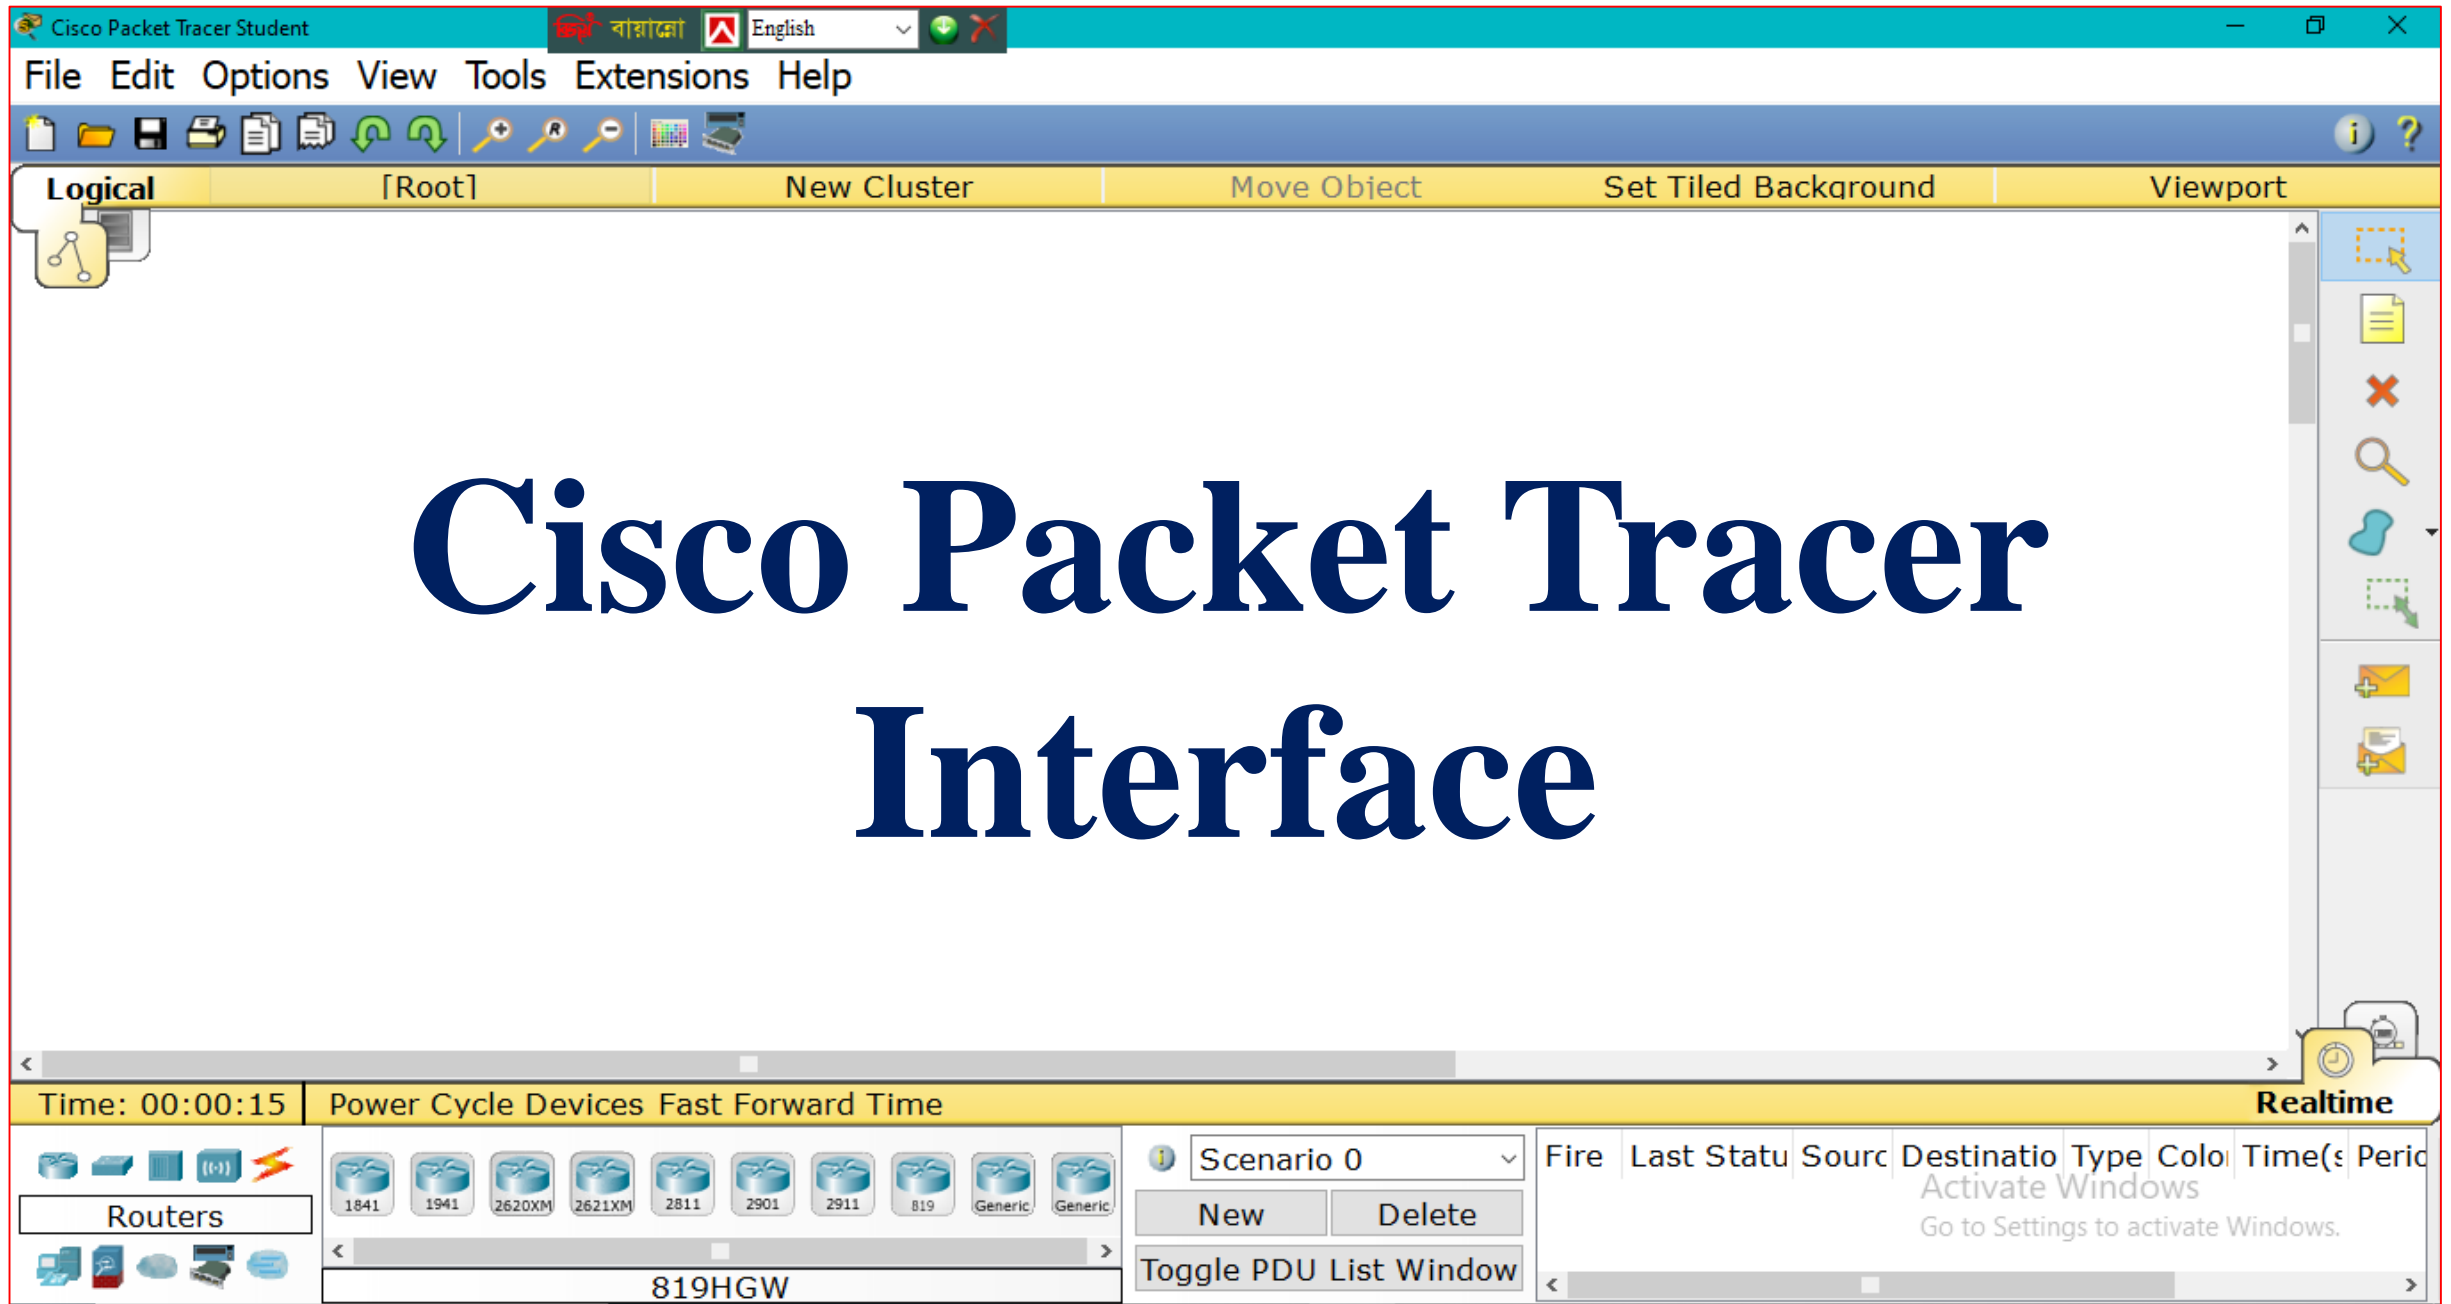 Cisco Packet Tracer Student
বায়ান্নো English
File Edit Options View Tools Extensions Help
Logical [Root] New Cluster Move Object Set Tiled Background Viewport
Cisco Packet Tracer
Interface
Time: 00:00:15 Power Cycle Devices Fast Forward Time Realtime
Scenario 0 Fire Last Statu Sourc Destinatio Type Colo Time(s Peric
1841 1941 2620XM 2621XM 2811 2901 2911 819 Generic Generic
Activate Windows
Routers New Delete
Go to Settings to activate Windows.
Toggle PDU List Window
819HGW